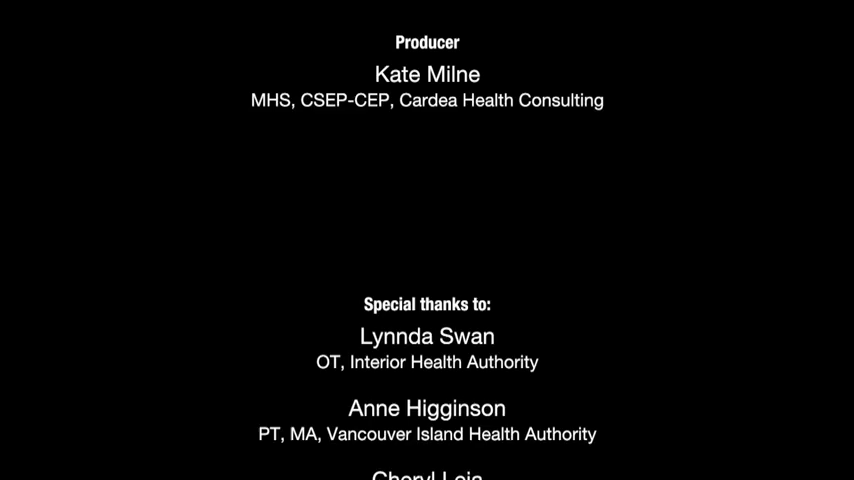 Producer
Kate Milne
MHS, CSEP-CEP, Cardea Health Consulting
Special thanks to:
Lynnda Swan
OT, Interior Health Authority
Anne Higginson
PT, MA, Vancouver Island Health Authority
Cheryl